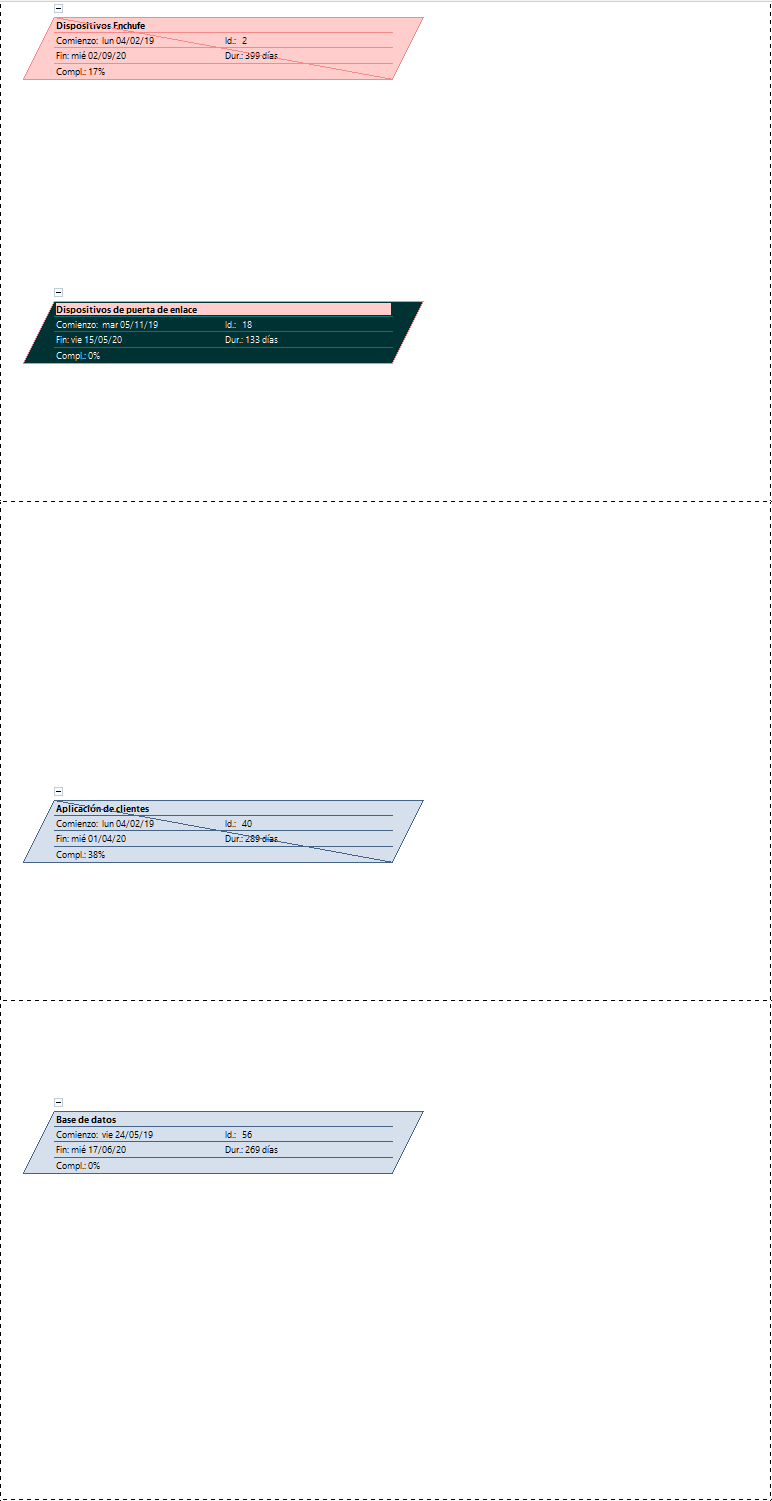 Dispositivos Enchufe
Comienzo: lun 04/02/19 Id.: 2
Fin: mié 02/09/20 Dur.: 399 días
Compl.: 17%
Dispositivos de puerta de enlace
Comienzo: mar 05/11/19 Id.: 18
Fin: vie 15/05/20 Dur.: 133 días
Compl.: 0%
Aplicación de clientes
Comienzo: lun 04/02/19 Id.: 40
Fin: mié 01/04/20 Dur.: 289 días
Compl.: 38%
Base de datos
Comienzo: vie 24/05/19 Id.: 56
Fin: mié 17/06/20 Dur.: 269 días
Compl.: 0%